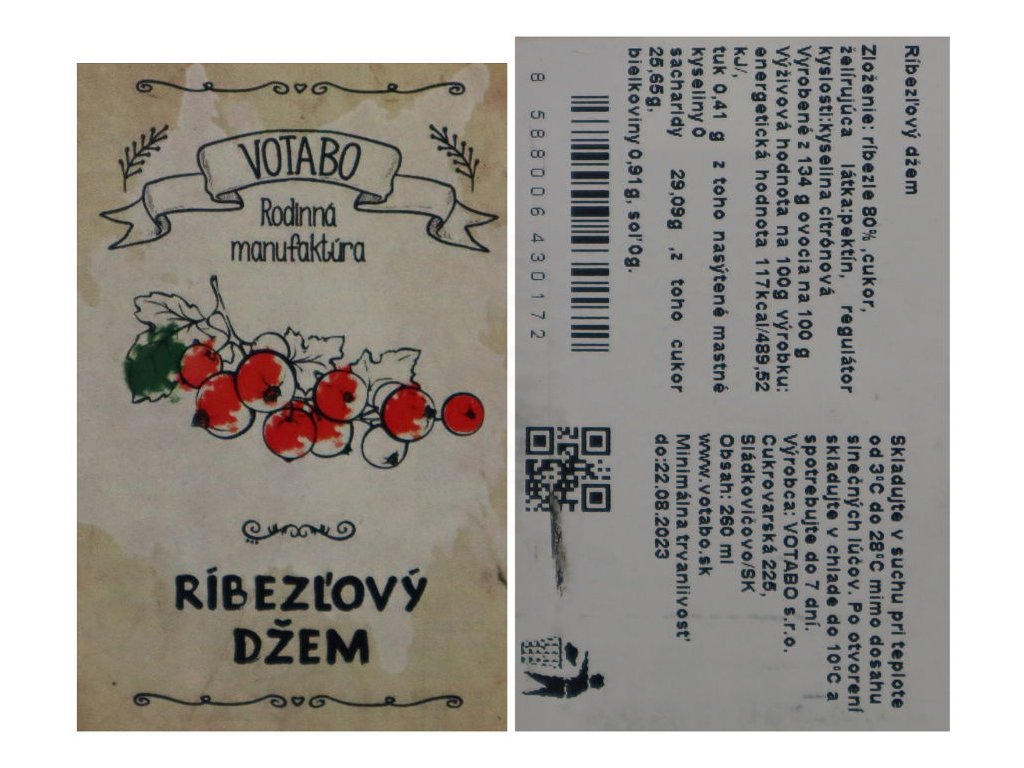 VOTABO
Rodinná
manufaktúra
RÍBEZĽOVÝ
DŽEM
Ríbezľový džem
Zloženie: ríbezle 80% ,cukor,
želírujúca látka:pektín, regulátor
kyslosti:kyselina citrónová
Vyrobené z 134 g ovocia na 100 g
Výživová hodnota na 100g výrobku:
energetická hodnota 117kcal/489,52
kJ/,
tuk 0,41 g z toho nasýtené mastné
kyseliny 0
sacharidy 29,09g ,z toho cukor
25,65g,
bielkoviny 0,91g, soľ 0g.
8 588006 430172
Skladujte v suchu pri teplote
od 3ºC do 28ºC mimo dosahu
slnečných lúčov. Po otvorení
skladujte v chlade do 10ºC a
spotrebujte do 7 dní.
Výrobca: VOTABO s.r.o.
Cukrovarská 225,
Sládkovičovo/SK
www.votabo.sk
Obsah: 260 ml
Minimálna trvanlivosť
do:22.08.2023